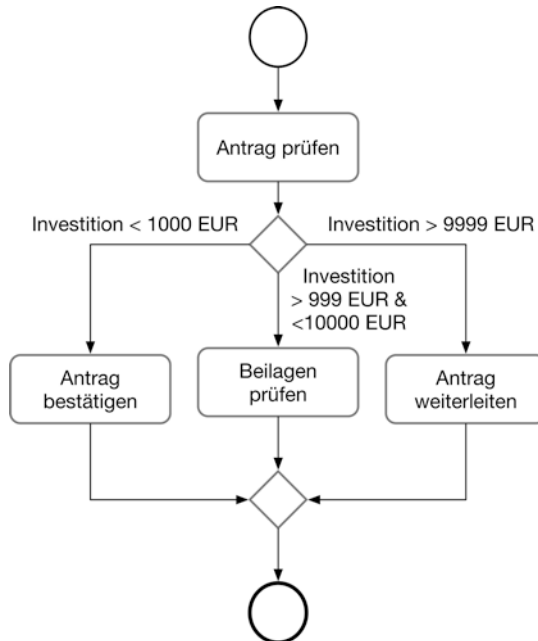 Antrag prüfen
Investition < 1000 EUR
Investition > 9999 EUR
Investition
> 999 EUR &
<10000 EUR
Antrag
bestätigen
Beilagen
prüfen
Antrag
weiterleiten